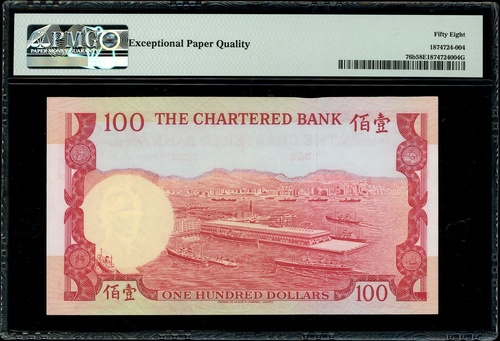 PMG
PAPER MONEY GUARANTY
Exceptional Paper Quality
Fifty Eight
1874724-004
76b58E1874724004G
100 THE CHARTERED BANK 佰壹
佰壹 ONE HUNDRED DOLLARS 100